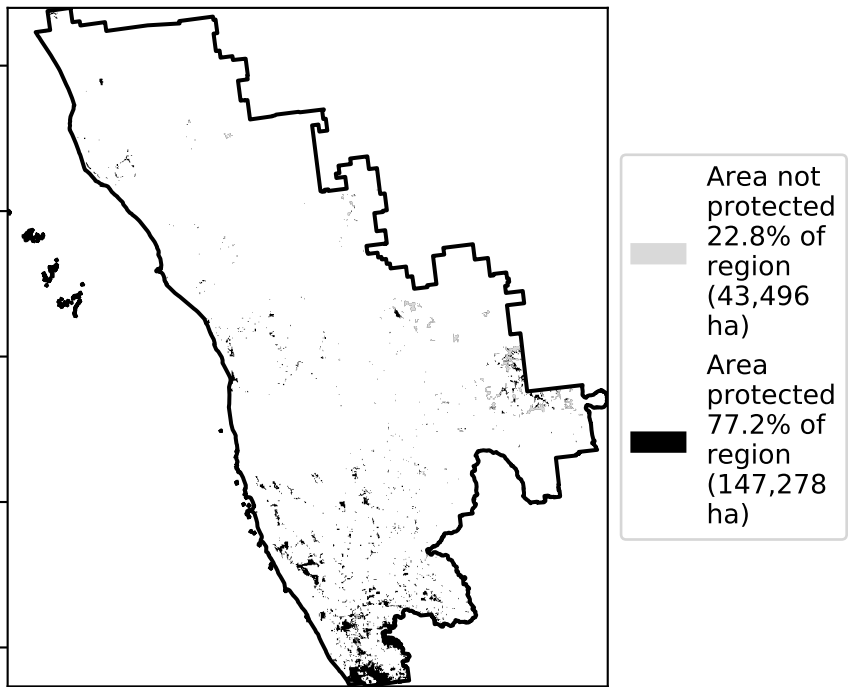 Area not
protected
22.8% of
region
(43,496
ha)
Area
protected
77.2% of
region
(147,278
ha)